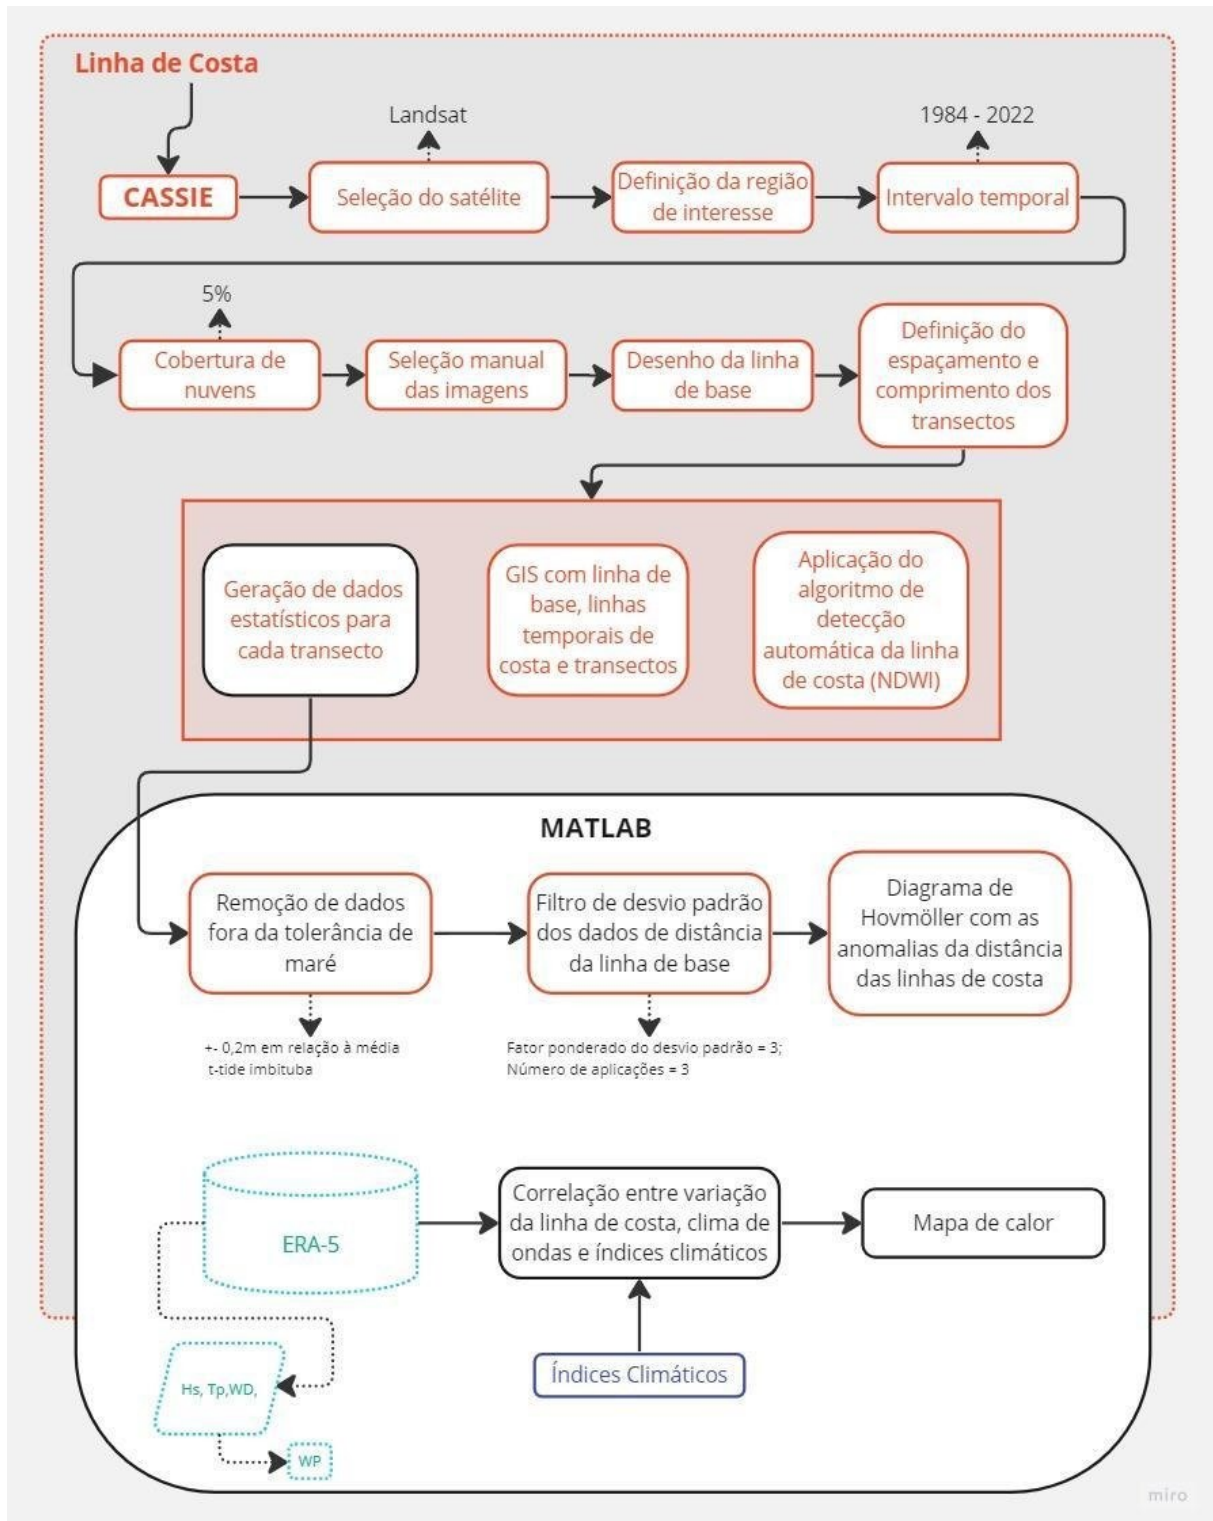 Linha de Costa
Landsat
1984 - 2022
CASSIE
Seleção do satélite
Definição da região
de interesse
Intervalo temporal
5%
Cobertura de
nuvens
Seleção manual
das imagens
Desenho da linha
de base
Definição do
espaçamento e
comprimento dos
transectos
Geração de dados
estatísticos para
cada transecto
GIS com linha de
base, linhas
temporais de
costa e transectos
Aplicação do
algoritmo de
detecção
automática da linha
de costa (NDWI)
MATLAB
Remoção de dados
fora da tolerância de
maré
Filtro de desvio padrão
dos dados de distância
da linha de base
Diagrama de
Hovmöller com as
anomalias da distância
das linhas de costa
+- 0,2m em relação à média
t-tide imbituba
Fator ponderado do desvio padrão = 3;
Número de aplicações = 3
ERA-5
Correlação entre variação
da linha de costa, clima de
ondas e índices climáticos
Mapa de calor
Índices Climáticos
Hs, Tp,WD,
WP
miro